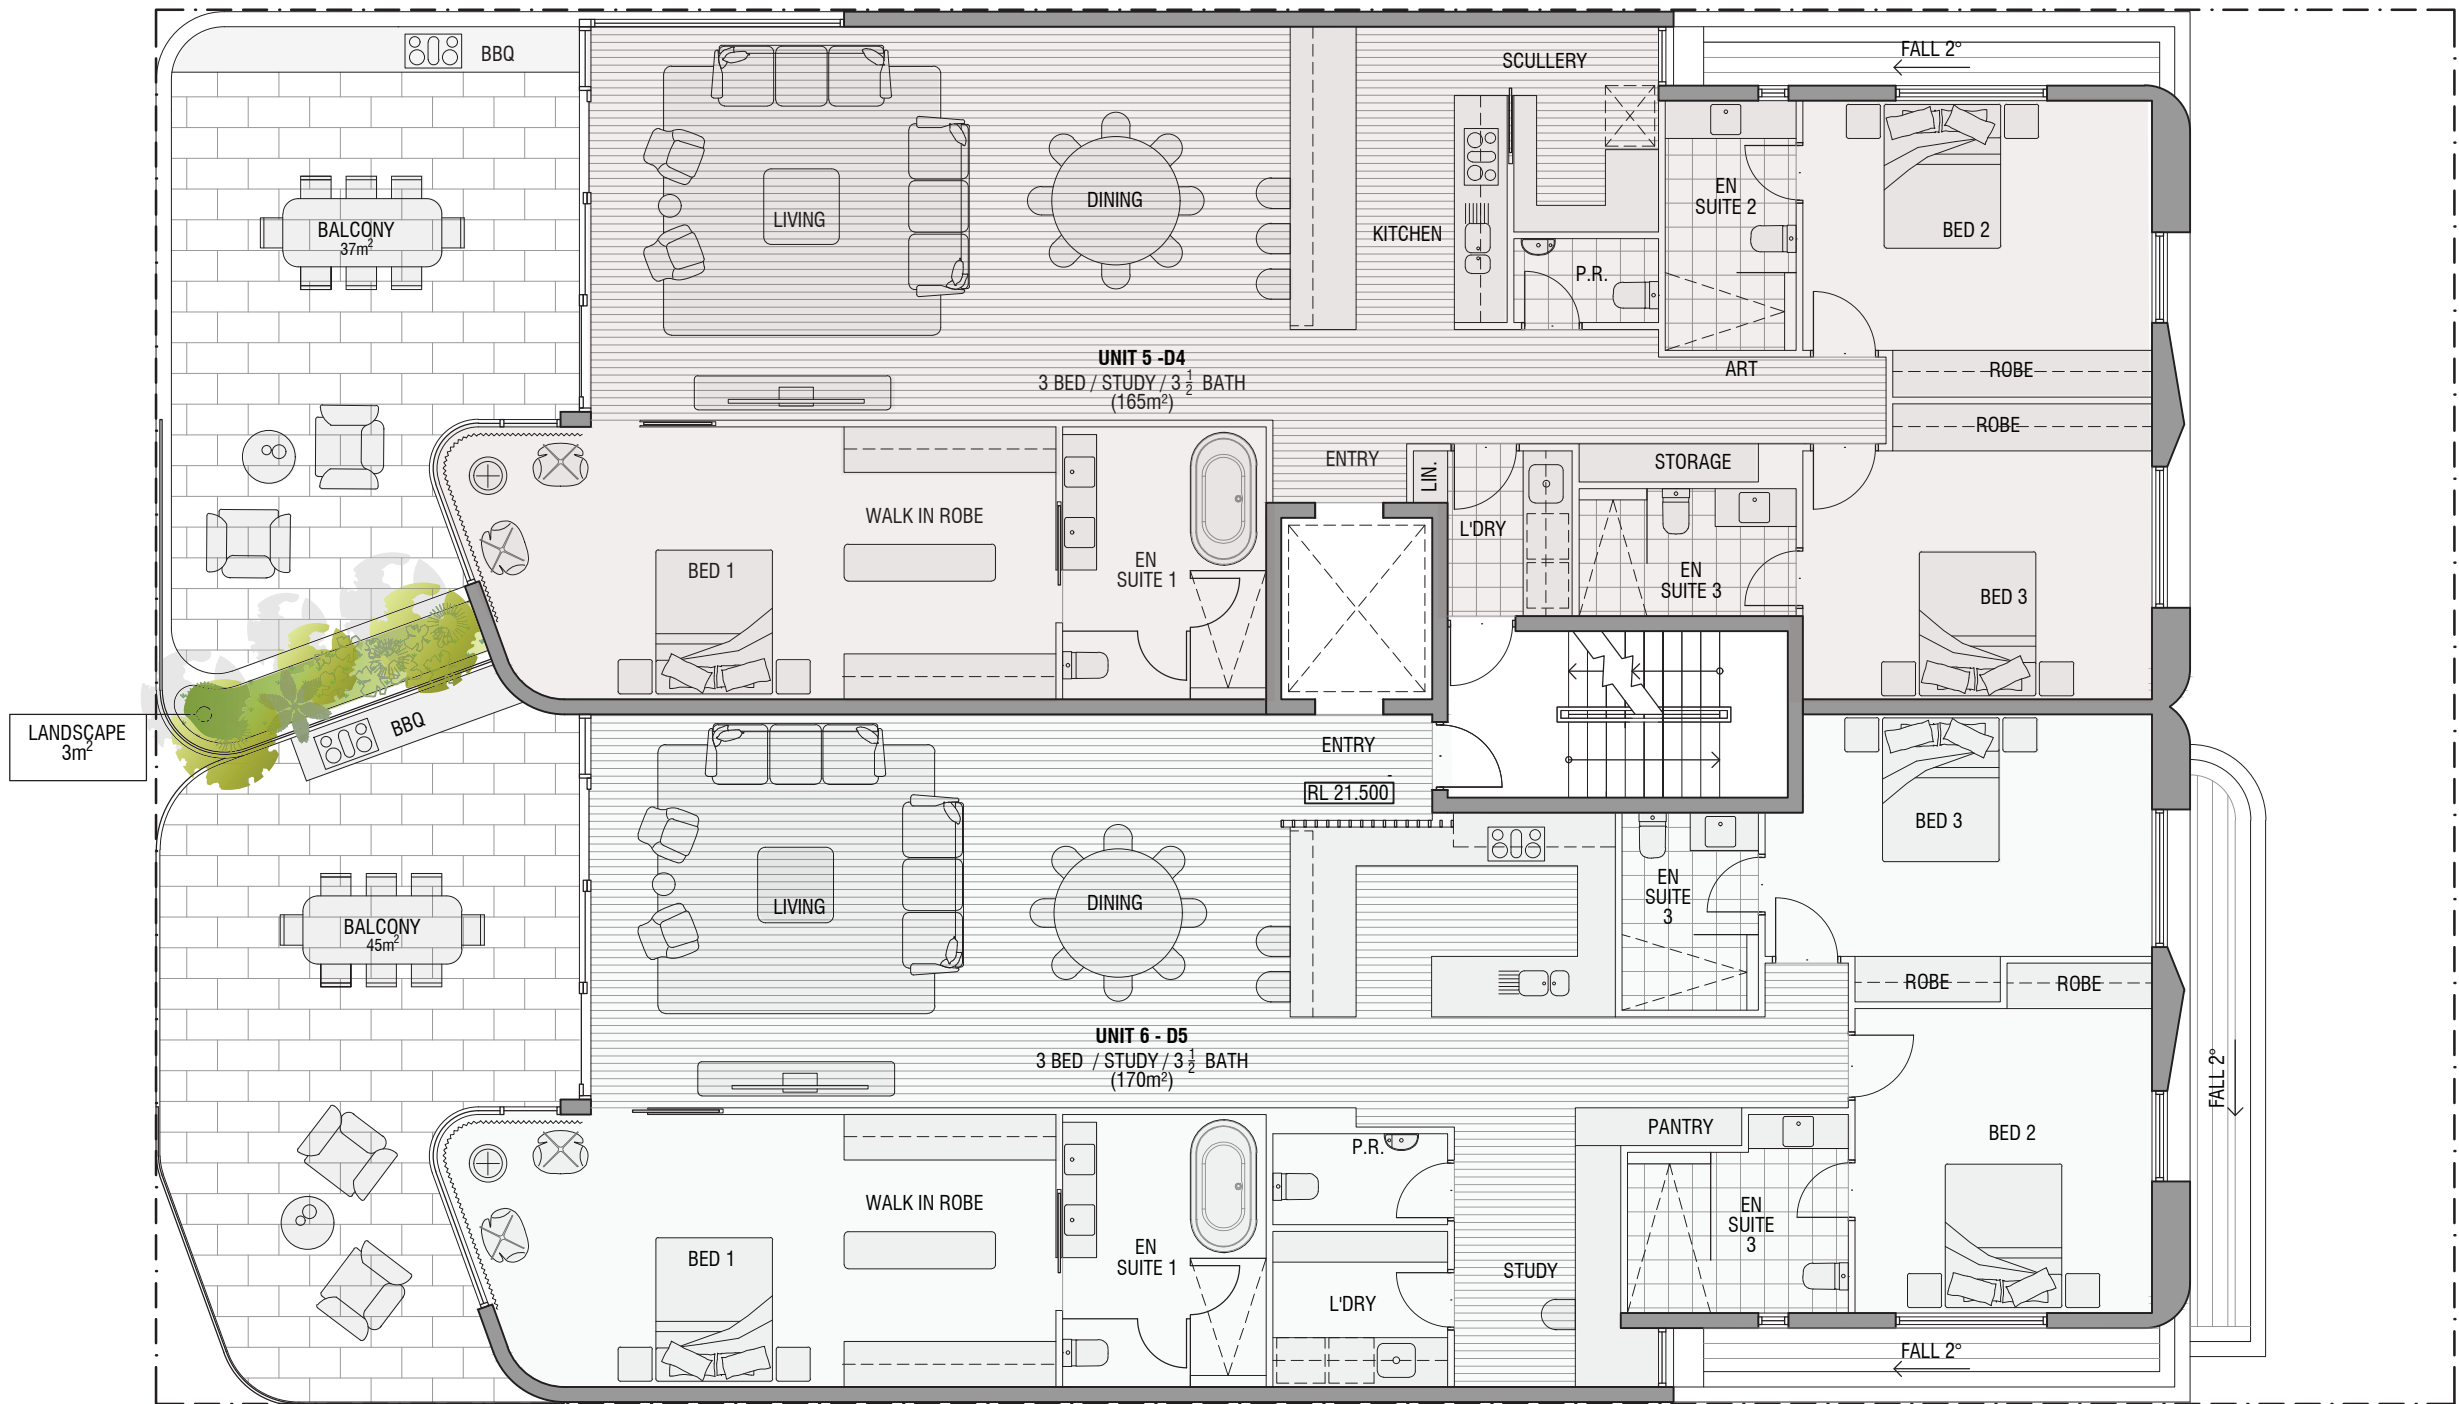 BBQ
SCULLERY
FALL 2°
BALCONY
37m²
LIVING
DINING
KITCHEN
P.R.
EN
SUITE 2
BED 2
UNIT 5 -D4
3 BED / STUDY / 3 1/2 BATH
(165m²)
ART
ROBE
ROBE
ENTRY
LIN.
STORAGE
WALK IN ROBE
L'DRY
BED 1
EN
SUITE 1
EN
SUITE 3
BED 3
LANDSCAPE
3m²
BBQ
ENTRY
RL 21.500
BED 3
BALCONY
45m²
LIVING
DINING
EN
SUITE
3
ROBE
ROBE
UNIT 6 - D5
3 BED / STUDY / 3 1/2 BATH
(170m²)
FALL 2°
PANTRY
BED 2
P.R.
WALK IN ROBE
EN
SUITE
3
BED 1
EN
SUITE 1
STUDY
L'DRY
FALL 2°